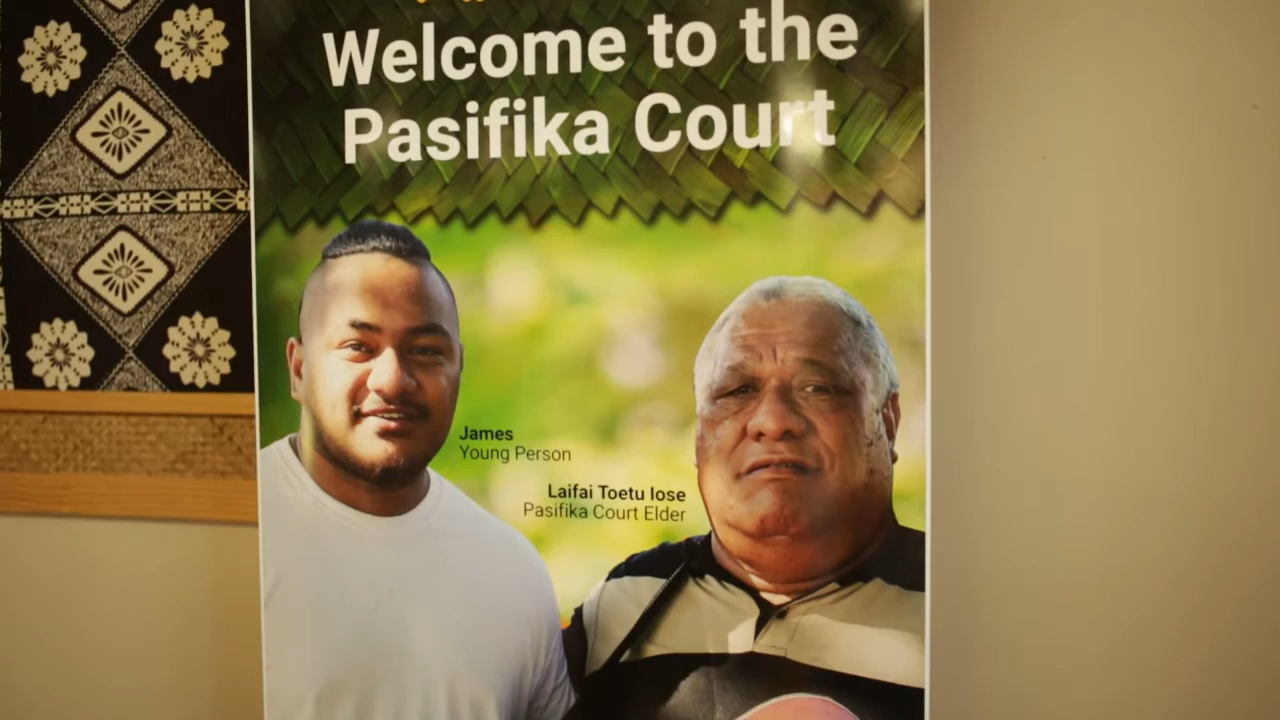 Welcome to the
Pasifika Court
James
Young Person
Laifai Toetu Iose
Pasifika Court Elder